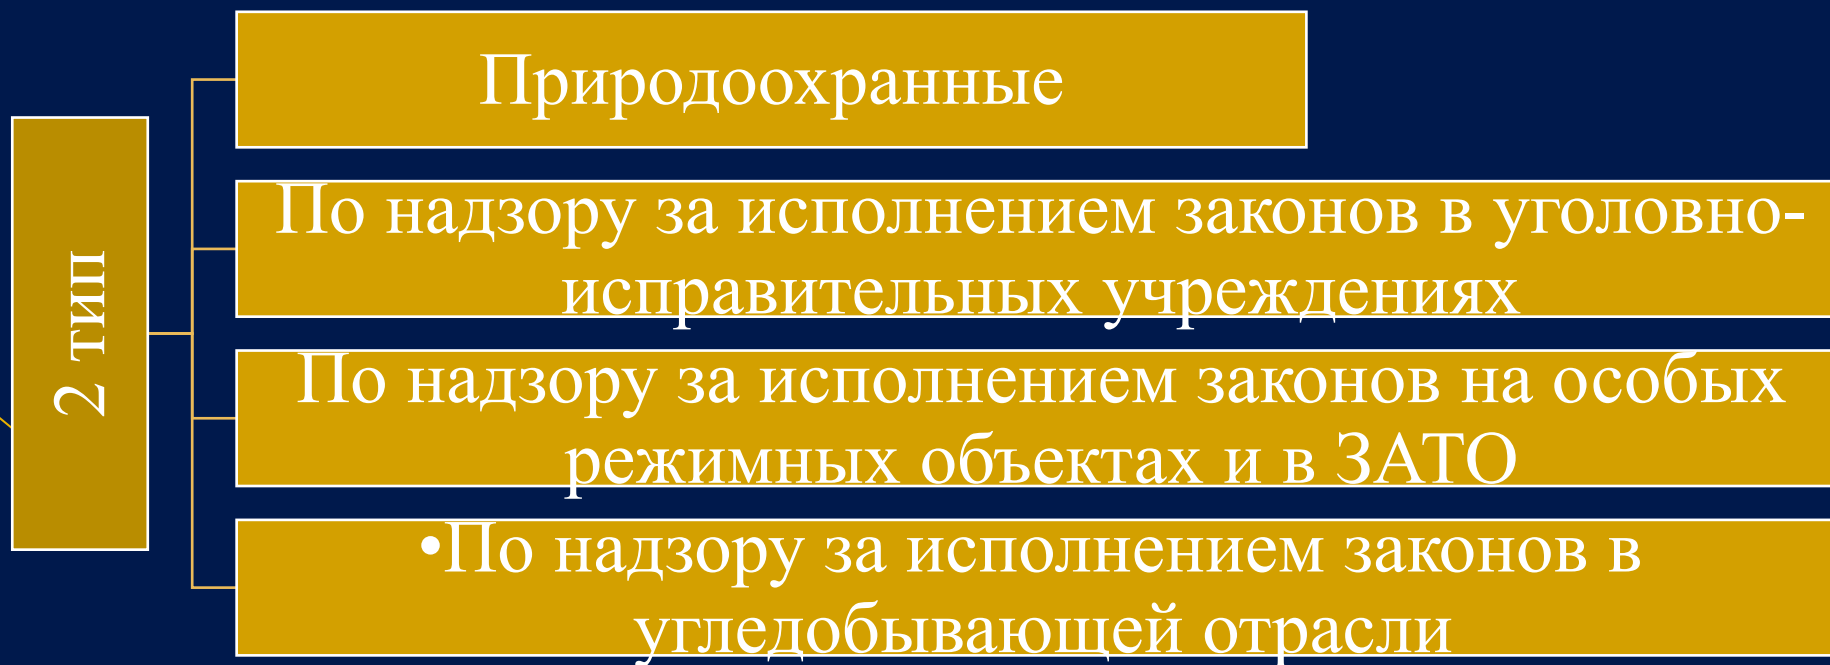 2 тип
Природоохранные
По надзору за исполнением законов в уголовно-
исправительных учреждениях
По надзору за исполнением законов на особых
режимных объектах и в ЗАТО
•По надзору за исполнением законов в
угледобывающей отрасли